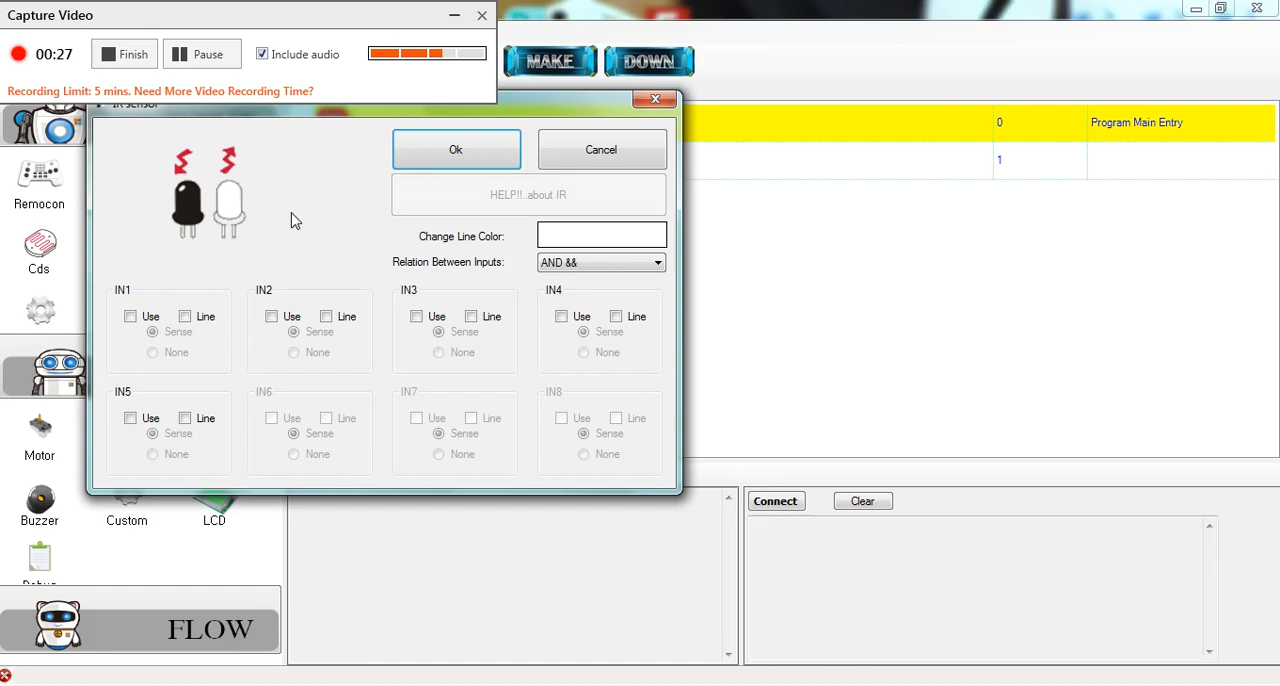 Capture Video
00:27
Finish
Pause
Include audio
Recording Limit: 5 mins. Need More Video Recording Time?
MAKE
DOWN
IR sensor
0
Program Main Entry
1
Ok
Cancel
HELP!!..about IR
Change Line Color:
Relation Between Inputs:
AND &&
Remocon
Cds
IN1
Use
Line
Sense
None
IN2
Use
Line
Sense
None
IN3
Use
Line
Sense
None
IN4
Use
Line
Sense
None
IN5
Use
Line
Sense
None
IN6
Use
Line
Sense
None
IN7
Use
Line
Sense
None
IN8
Use
Line
Sense
None
Motor
Buzzer
Custom
LCD
Debug
FLOW
Connect
Clear